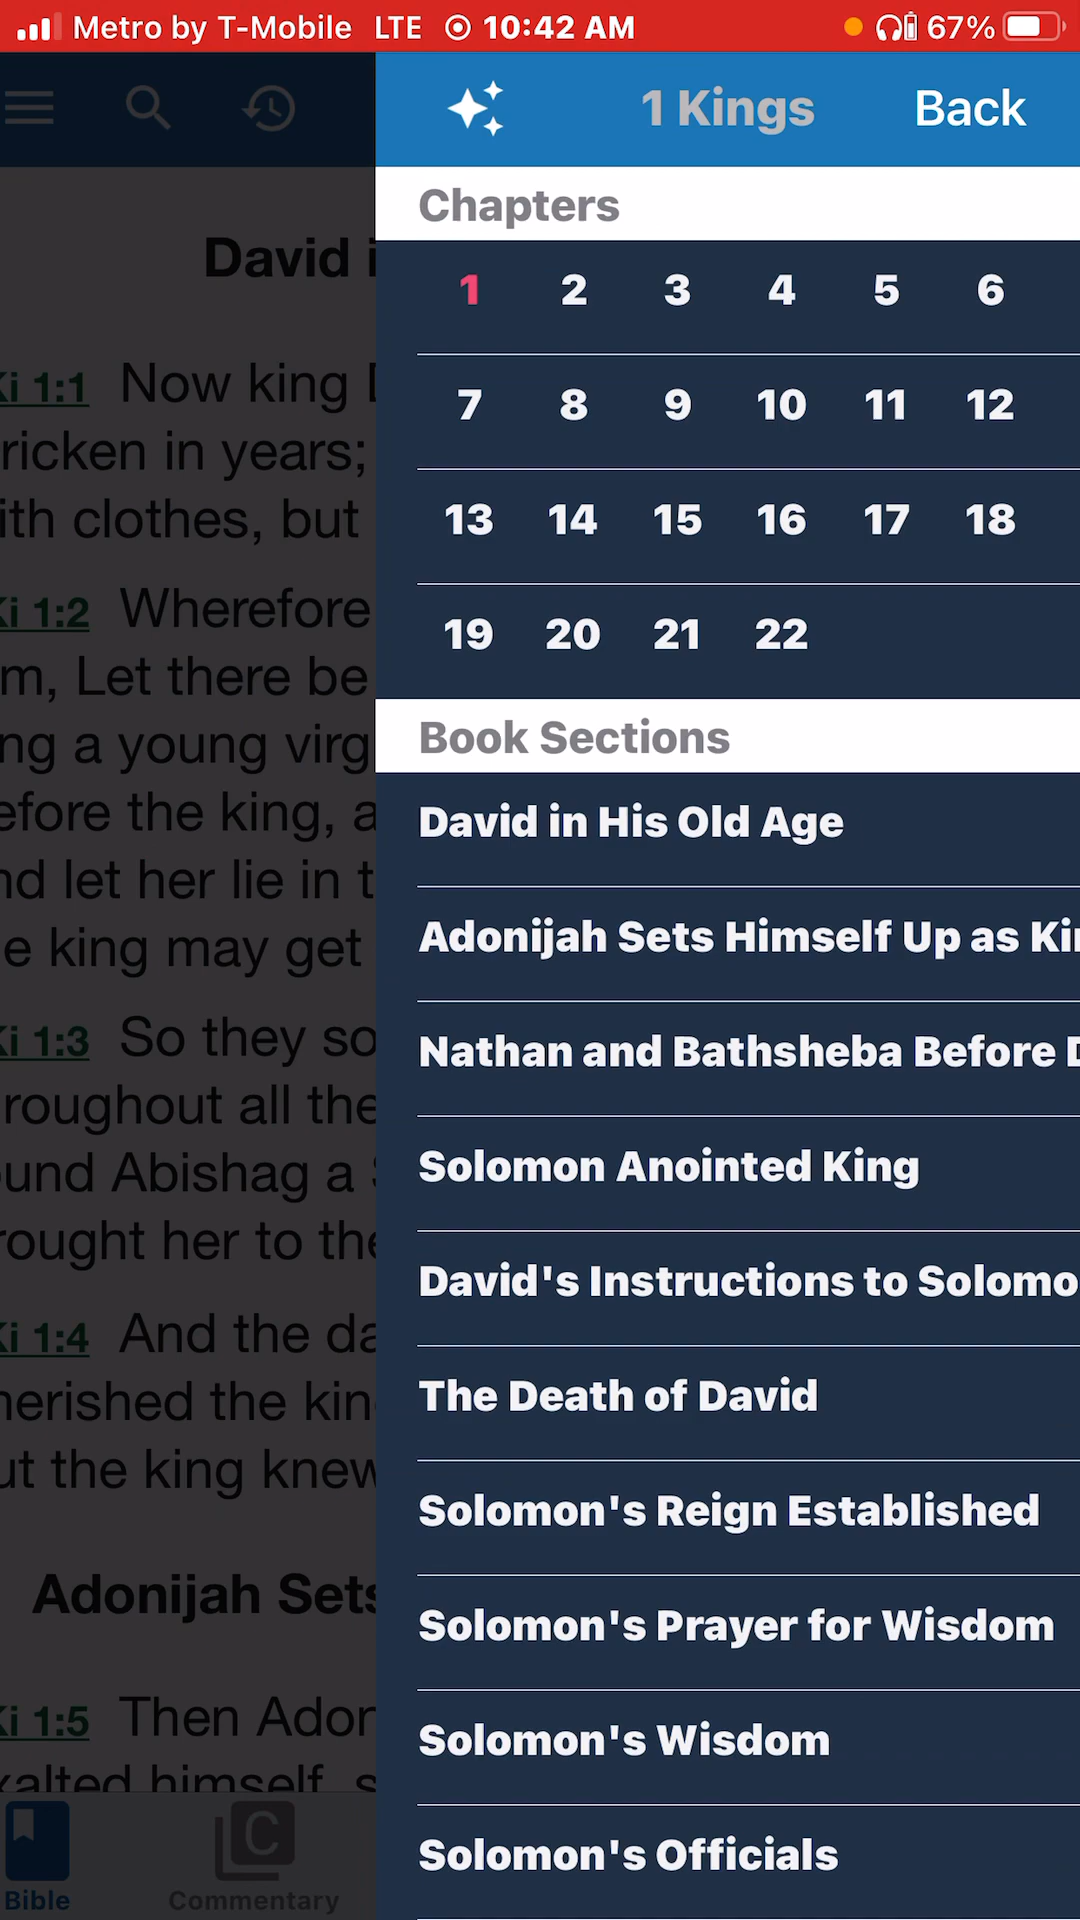 Metro by T-Mobile LTE 10:42 AM 67%
1 Kings Back
Chapters
1 2 3 4 5 6
7 8 9 10 11 12
13 14 15 16 17 18
19 20 21 22
Book Sections
David in His Old Age
Adonijah Sets Himself Up as
Nathan and Bathsheba Before
Solomon Anointed King
David's Instructions to Solomo
The Death of David
Solomon's Reign Established
Solomon's Prayer for Wisdom
Solomon's Wisdom
Solomon's Officials
David
Ki 1:1 Now king
ricken in years;
ith clothes, but
Ki 1:2 Wherefore
m, Let there be
ng a young virg
efore the king, a
nd let her lie in t
e king may get
Ki 1:3 So they so
roughout all the
und Abishag a
rought her to the
Ki 1:4 And the da
herished the kin
ut the king knew
Adonijah Sets
Ki 1:5 Then Ador
xalted himself, s
Bible
C
Commentary